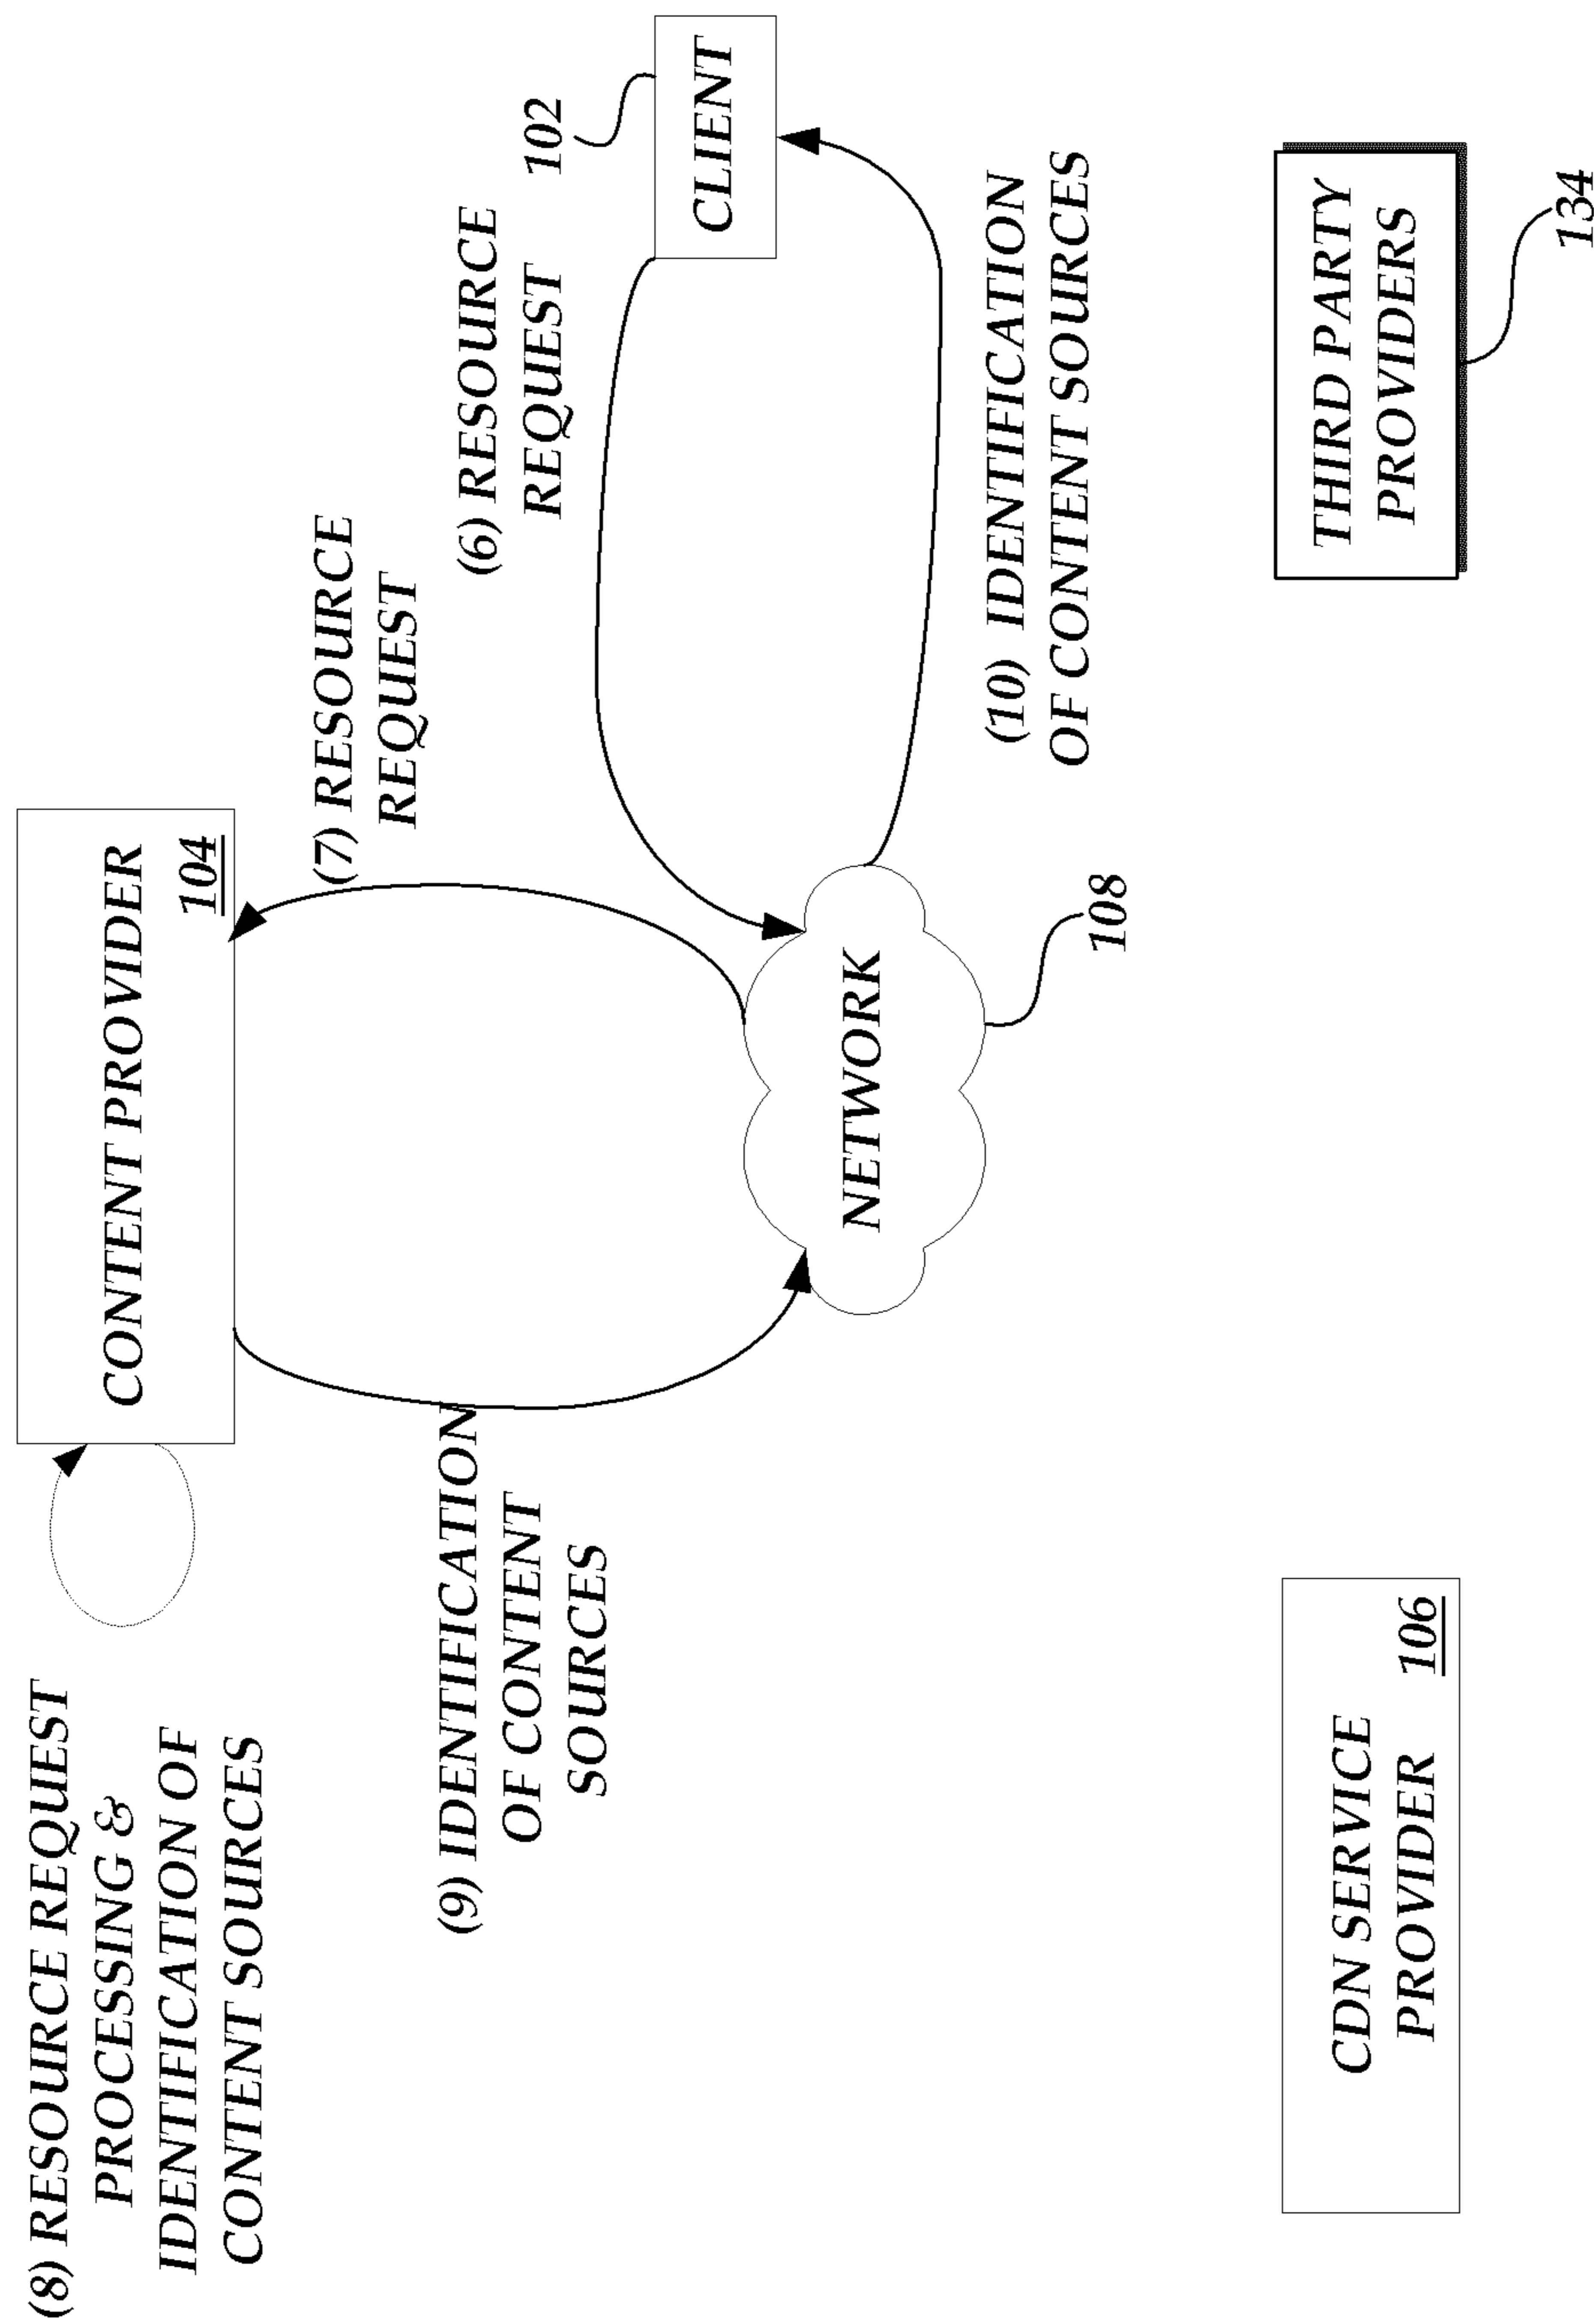 (8) RESOURCE REQUEST
PROCESSING &
IDENTIFICATION OF
CONTENT SOURCES
CONTENT PROVIDER
104
(7) RESOURCE
REQUEST
(9) IDENTIFICATION
OF CONTENT
SOURCES
(6) RESOURCE
REQUEST
102
CLIENT
NETWORK
108
(10) IDENTIFICATION
OF CONTENT SOURCES
CDN SERVICE
PROVIDER
106
THIRD PARTY
PROVIDERS
134